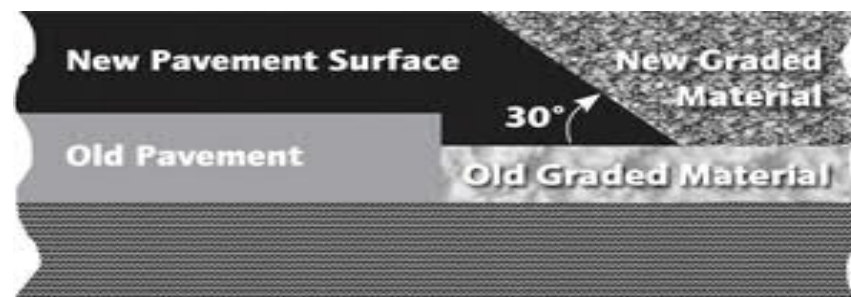 New Pavement Surface
New Graded
Material
30°
Old Pavement
Old Graded Material